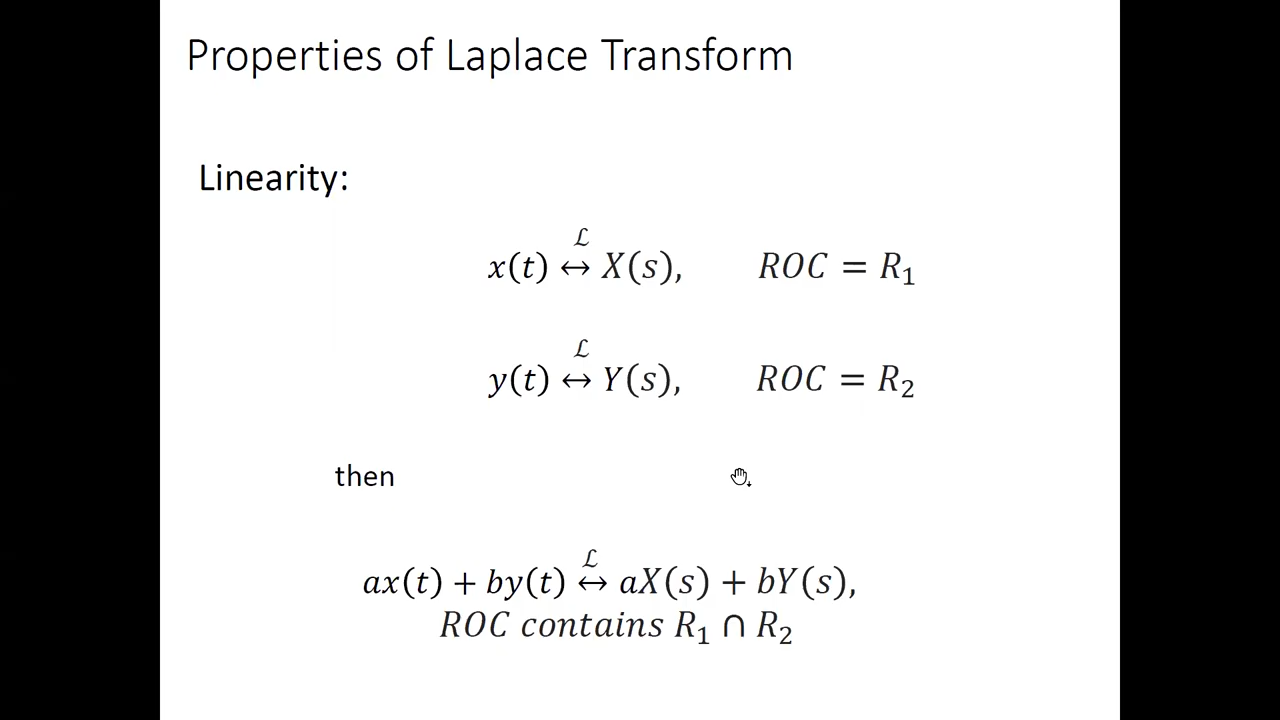 Properties of Laplace Transform
Linearity:
x(t) ℒ↔ X(s), ROC = R₁
y(t) ℒ↔ Y(s), ROC = R₂
then
ax(t) + by(t) ℒ↔ aX(s) + bY(s),
ROC contains R₁ ∩ R₂